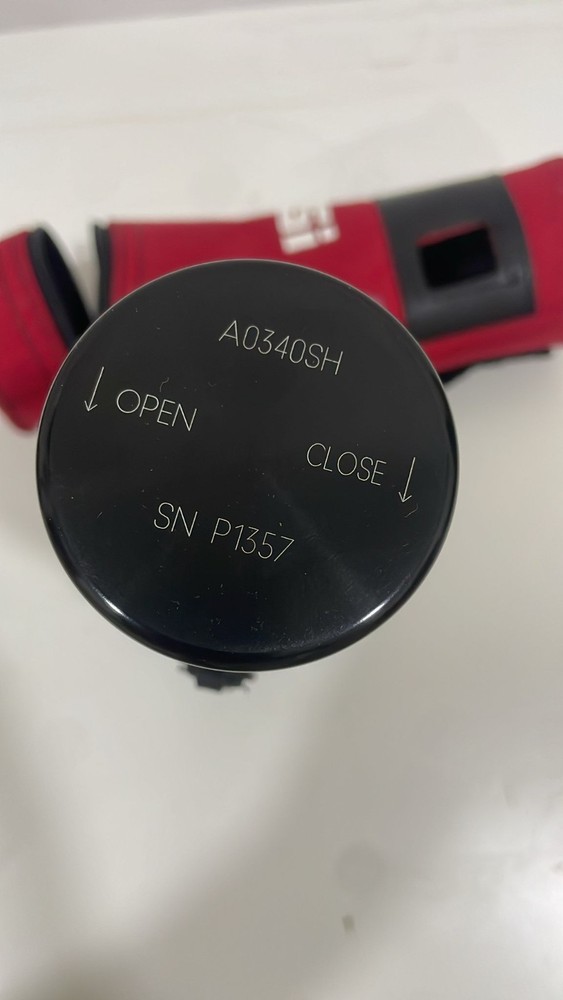 A0340SH
↓ OPEN
CLOSE ↓
SN P1357